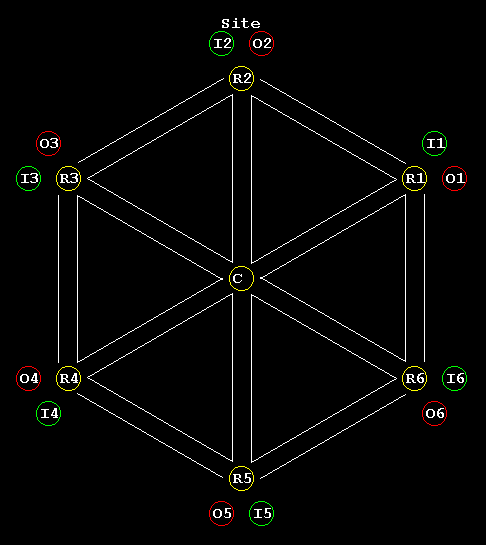 Site
I2 O2
R2
O3 I1
I3 R3 R1 O1
C
O4 R4 R6 I6
I4 O6
R5
O5 I5